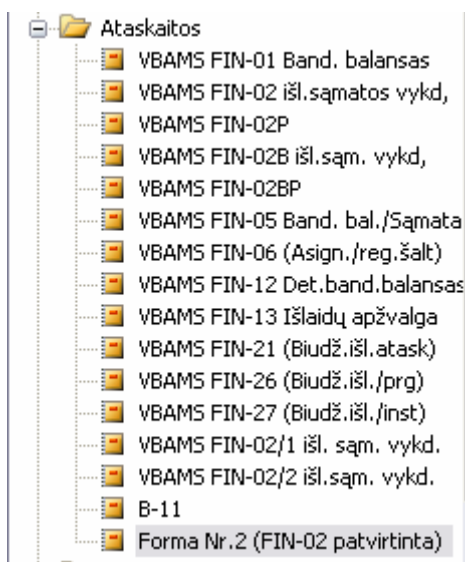 Ataskaitos
VBAMS FIN-01 Band. balansas
VBAMS FIN-02 išl.sąmatos vykd,
VBAMS FIN-02P
VBAMS FIN-02B išl.sąm. vykd,
VBAMS FIN-02BP
VBAMS FIN-05 Band. bal./Sąmata
VBAMS FIN-06 (Asign./reg.šalt)
VBAMS FIN-12 Det.band.balansas
VBAMS FIN-13 Išlaidų apžvalga
VBAMS FIN-21 (Biudž.išl.atask)
VBAMS FIN-26 (Biudž.išl./prg)
VBAMS FIN-27 (Biudž.išl./inst)
VBAMS FIN-02/1 išl. sąm. vykd.
VBAMS FIN-02/2 išl.sąm. vykd.
B-11
Forma Nr.2 (FIN-02 patvirtinta)